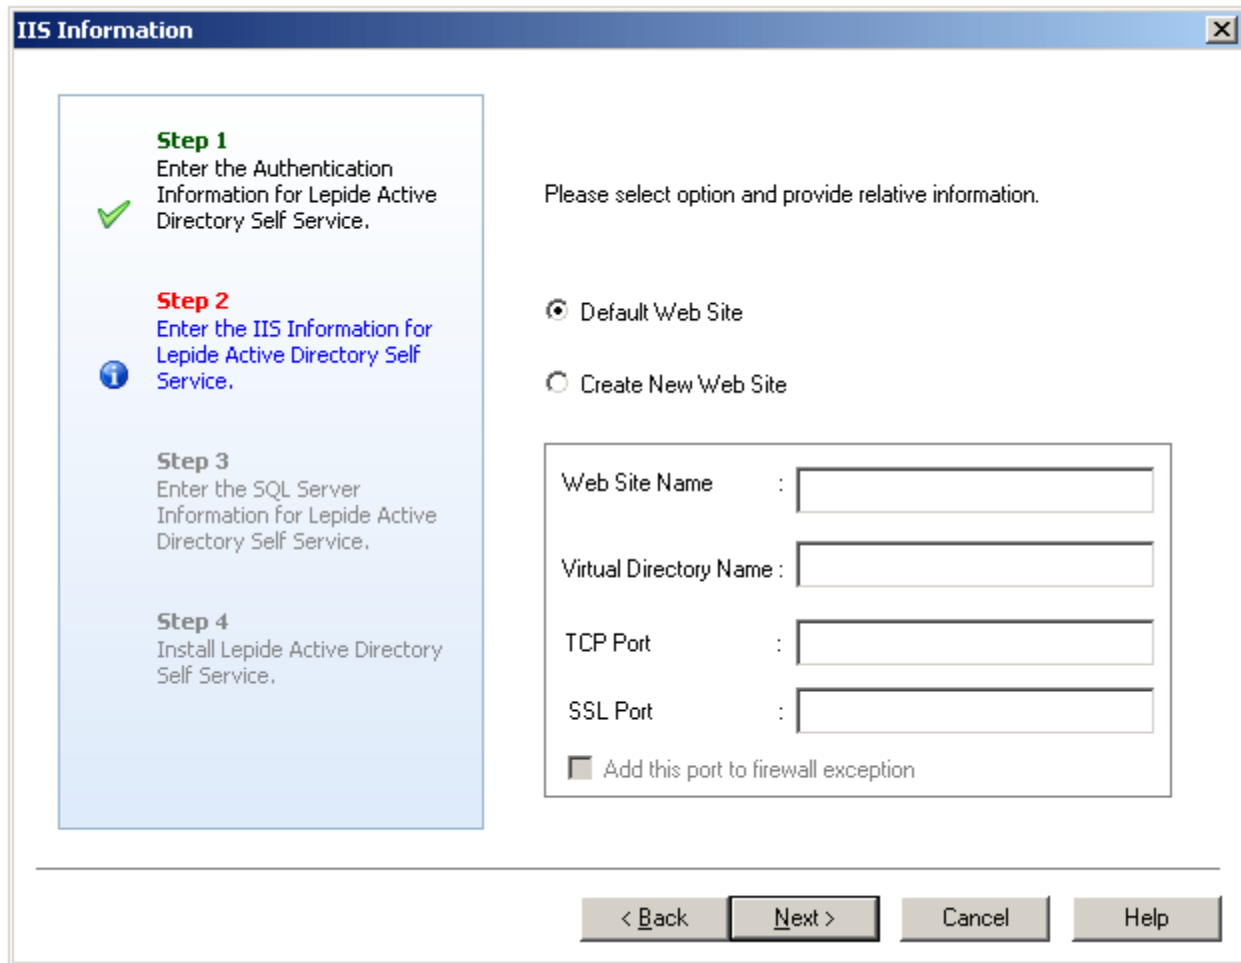 IIS Information
Step 1
Enter the Authentication
Information for Lepide Active
Directory Self Service.
Step 2
Enter the IIS Information for
Lepide Active Directory Self
Service.
Step 3
Enter the SQL Server
Information for Lepide Active
Directory Self Service.
Step 4
Install Lepide Active Directory
Self Service.
Please select option and provide relative information.
Default Web Site
Create New Web Site
Web Site Name :
Virtual Directory Name :
TCP Port :
SSL Port :
Add this port to firewall exception
< Back
Next >
Cancel
Help